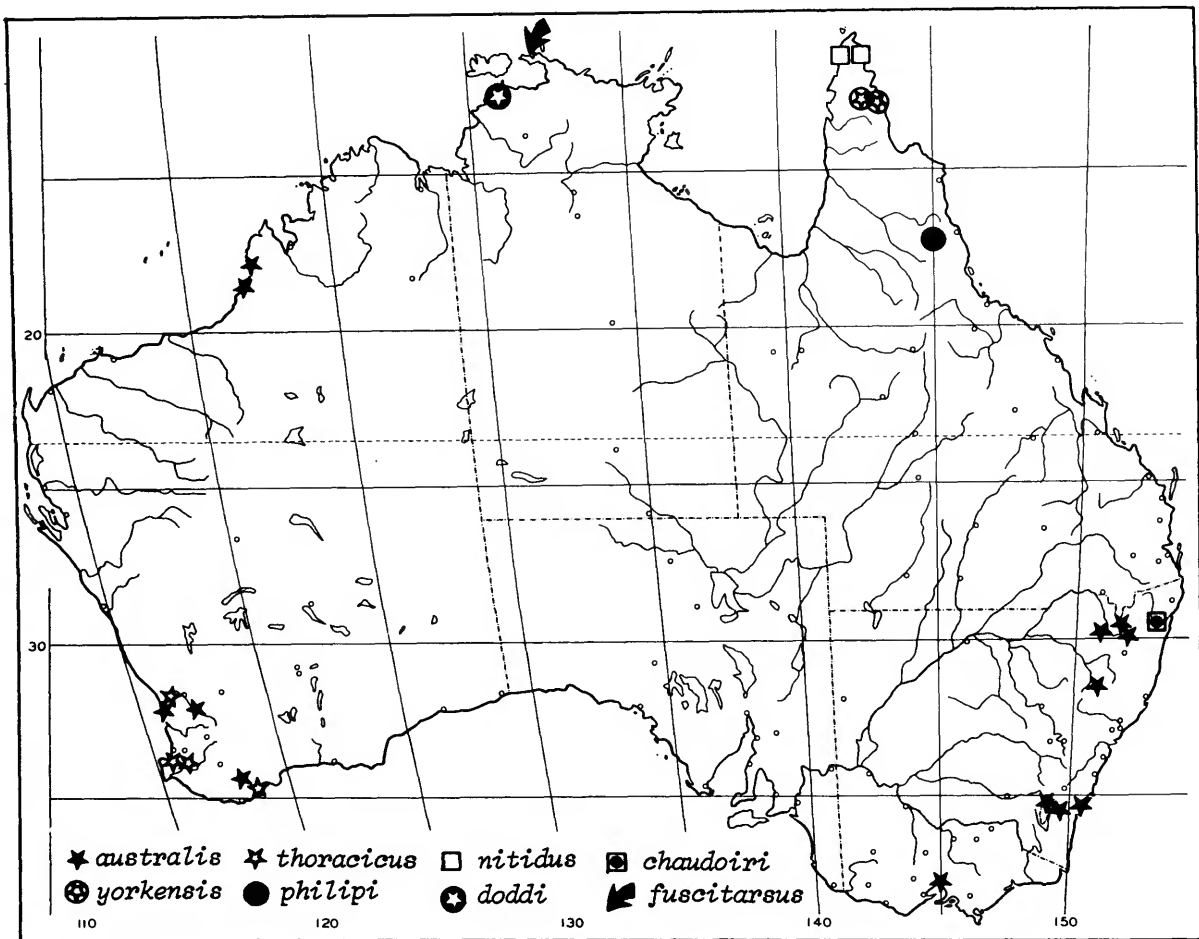 20
30
australis thoracicus nitidus chaudoiri
yorkensis philipi doddi fuscitarsus
110 120 130 140 150